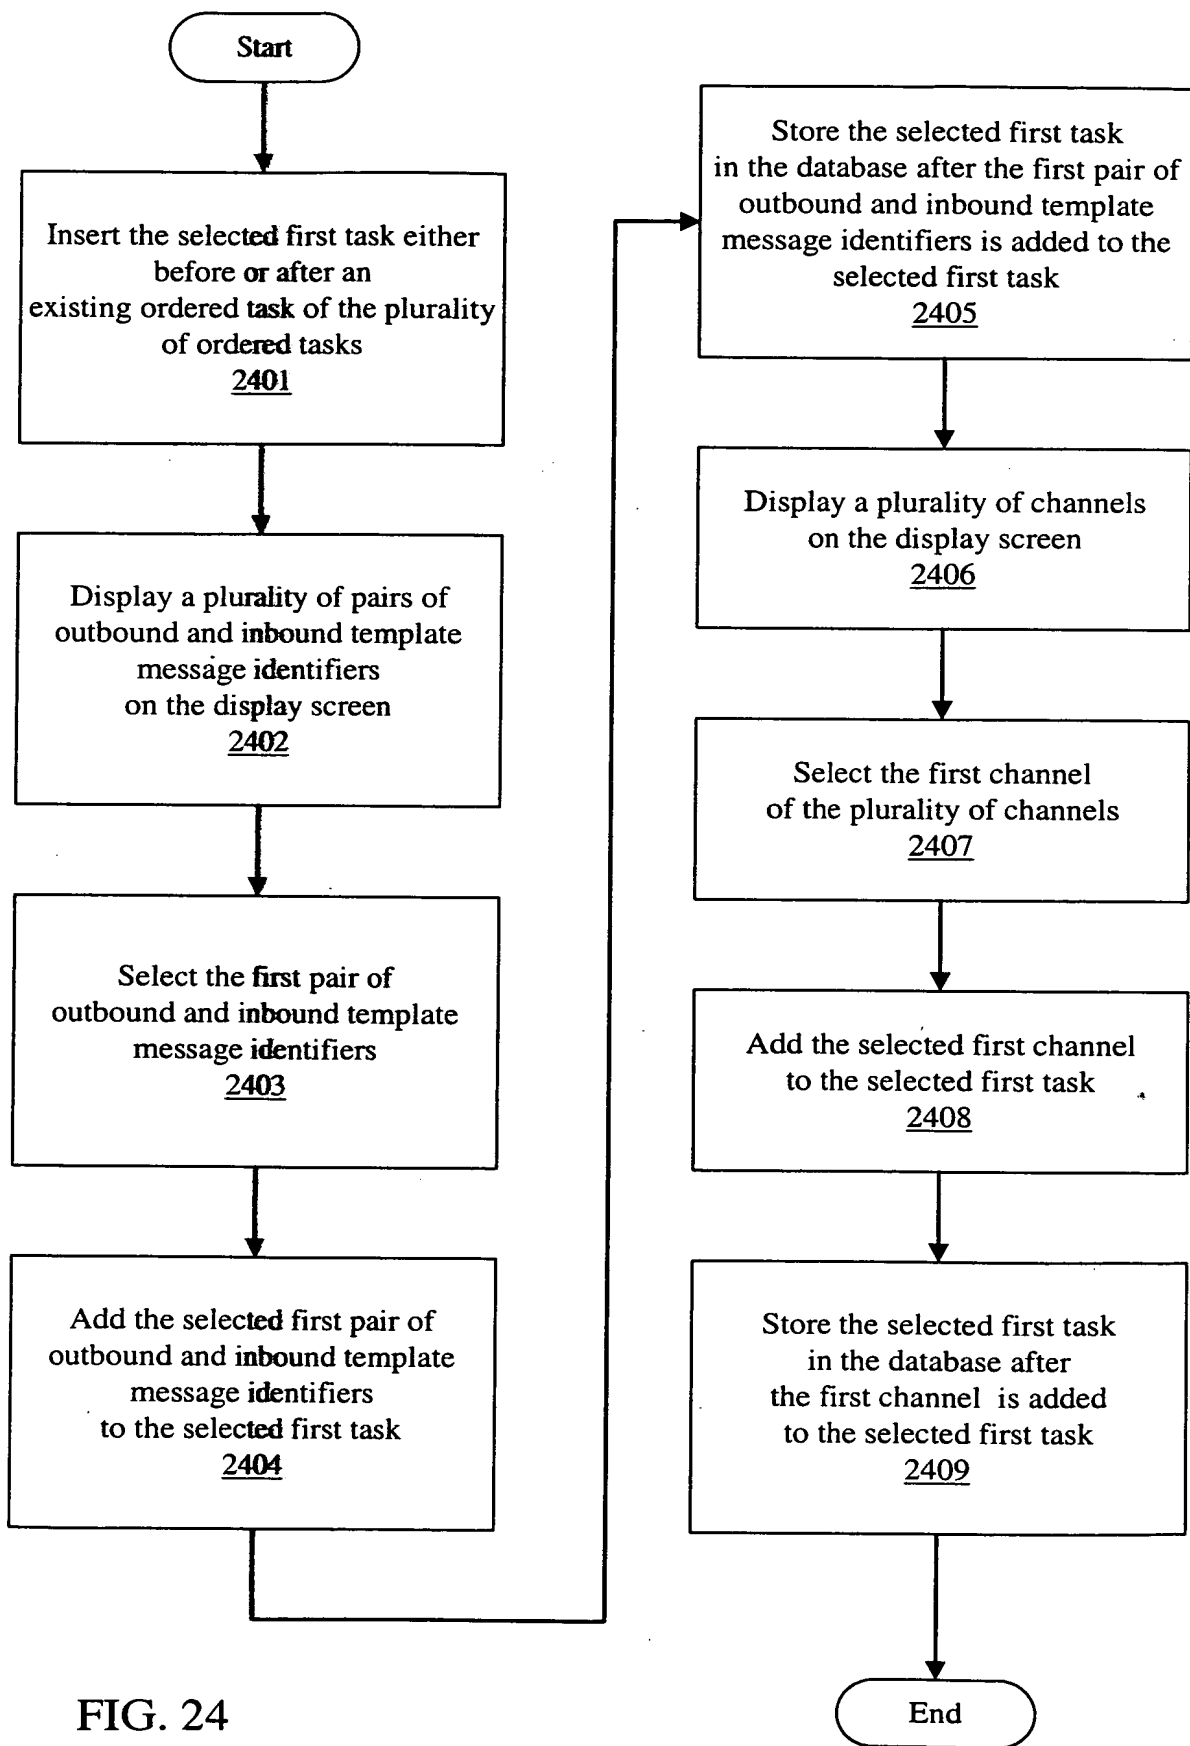 Start
Insert the selected first task either
before or after an
existing ordered task of the plurality
of ordered tasks
2401
Display a plurality of pairs of
outbound and inbound template
message identifiers
on the display screen
2402
Select the first pair of
outbound and inbound template
message identifiers
2403
Add the selected first pair of
outbound and inbound template
message identifiers
to the selected first task
2404
Store the selected first task
in the database after the first pair of
outbound and inbound template
message identifiers is added to the
selected first task
2405
Display a plurality of channels
on the display screen
2406
Select the first channel
of the plurality of channels
2407
Add the selected first channel
to the selected first task
2408
Store the selected first task
in the database after
the first channel is added
to the selected first task
2409
End
FIG. 24